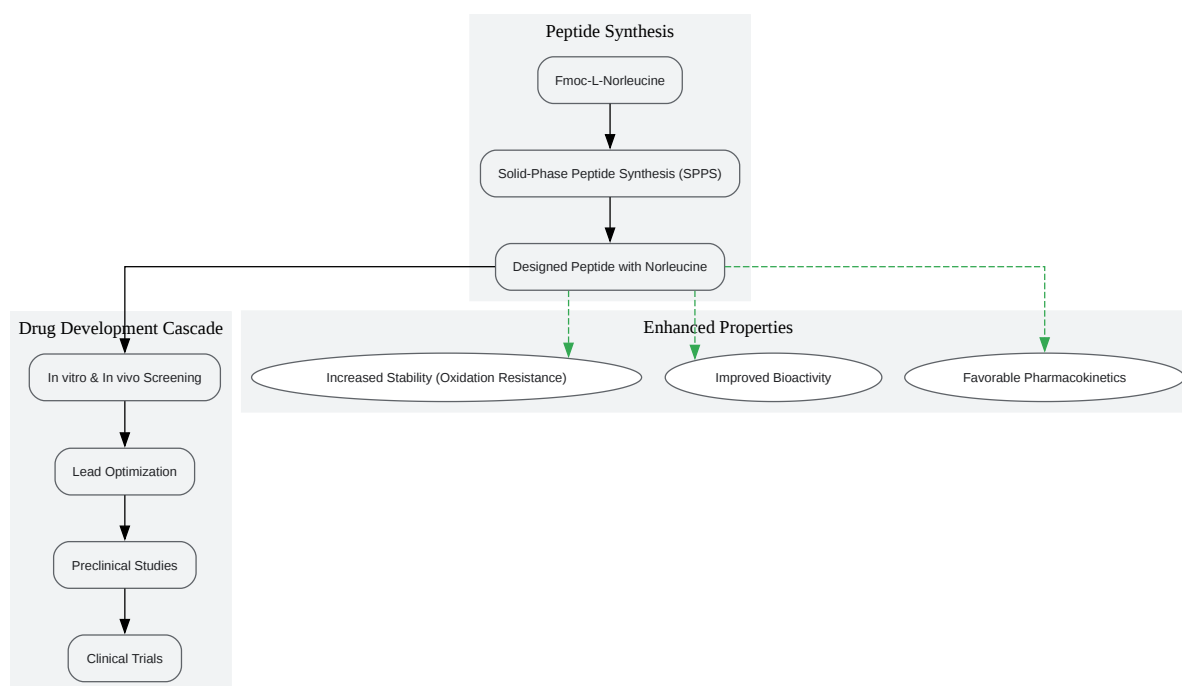 Peptide Synthesis
Fmoc-L-Norleucine
Solid-Phase Peptide Synthesis (SPPS)
Designed Peptide with Norleucine
Drug Development Cascade
In vitro & In vivo Screening
Lead Optimization
Preclinical Studies
Clinical Trials
Enhanced Properties
Increased Stability (Oxidation Resistance)
Improved Bioactivity
Favorable Pharmacokinetics